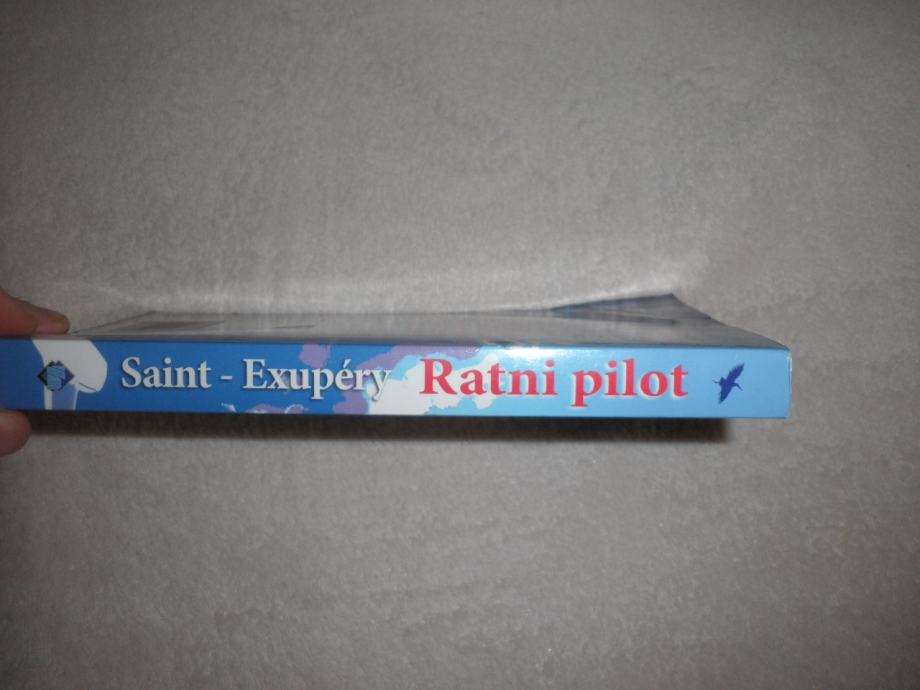 Saint - Exupéry Ratni pilot